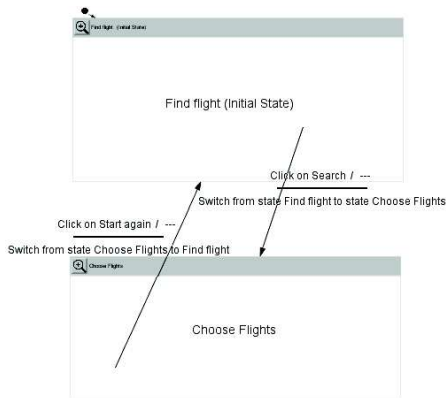 Find flight (Initial State)
Find flight (Initial State)
Click on Search / ---
Switch from state Find flight to state Choose Flights
Click on Start again / ---
Switch from state Choose Flights to Find flight
Choose Flights
Choose Flights